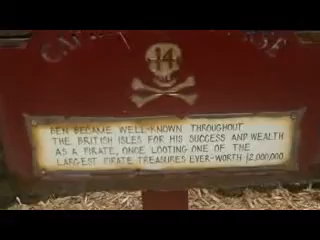 14
BEN BECAME WELL-KNOWN THROUGHOUT
THE BRITISH ISLES FOR HIS SUCCESS AND WEALTH
AS A PIRATE, ONCE LOOTING ONE OF THE
LARGEST PIRATE TREASURES EVER-WORTH £2,000,000